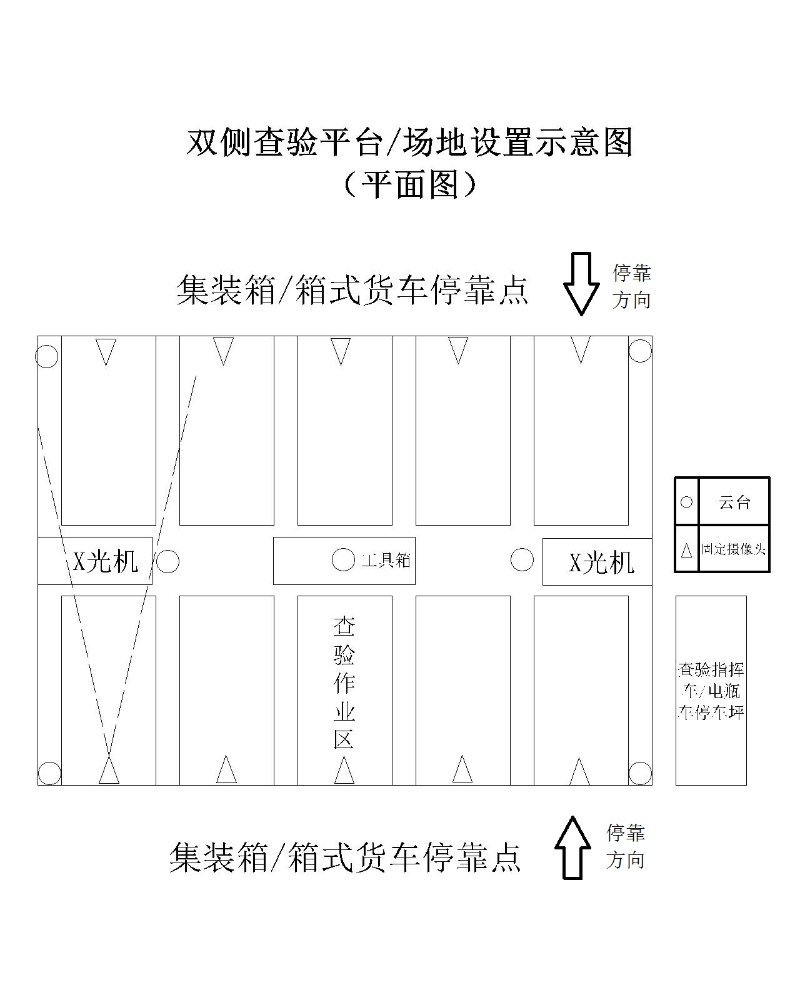 双侧查验平台/场地设置示意图
（平面图）
集装箱/箱式货车停靠点
停靠
方向
云台
固定摄像头
X光机
工具箱
X光机
查
验
作
业
区
查验指挥
车/电瓶
车停车坪
集装箱/箱式货车停靠点
停靠
方向